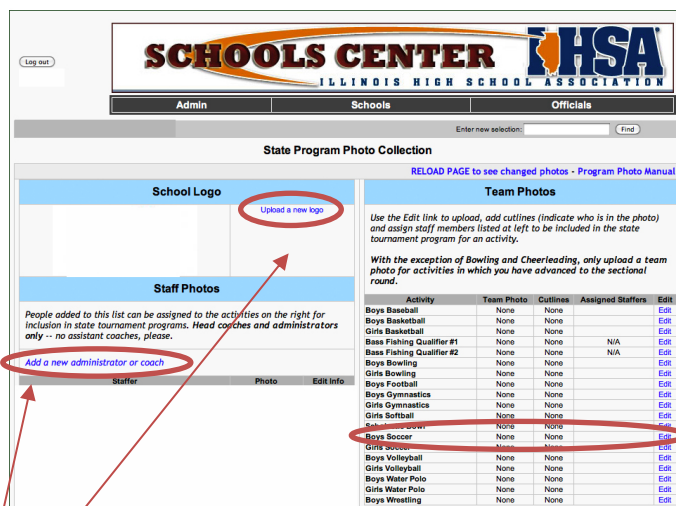 Log out
SCHOOLS CENTER IHSA
ILLINOIS HIGH SCHOOL ASSOCIATION
Admin Schools Officials
Enter new selection: Find
State Program Photo Collection
RELOAD PAGE to see changed photos - Program Photo Manual
School Logo
Upload a new logo
Staff Photos
People added to this list can be assigned to the activities on the right for
inclusion in state tournament programs. Head coaches and administrators
only -- no assistant coaches, please.
Add a new administrator or coach
Staffer Photo Edit Info
Team Photos
Use the Edit link to upload, add cutlines (indicate who is in the photo)
and assign staff members listed at left to be included in the state
tournament program for an activity.
With the exception of Bowling and Cheerleading, only upload a team
photo for activities in which you have advanced to the sectional
round.
Activity Team Photo Cutlines Assigned Staffers Edit
Boys Baseball None None Edit
Boys Basketball None None Edit
Girls Basketball None None Edit
Bass Fishing Qualifier #1 None None N/A Edit
Bass Fishing Qualifier #2 None None N/A Edit
Boys Bowling None None Edit
Girls Bowling None None Edit
Boys Football None None Edit
Boys Gymnastics None None Edit
Girls Gymnastics None None Edit
Girls Softball None None Edit
Scholastic Bowl None None Edit
Boys Soccer None None Edit
Girls Soccer None None Edit
Boys Volleyball None None Edit
Girls Volleyball None None Edit
Boys Water Polo None None Edit
Girls Water Polo None None Edit
Boys Wrestling None None Edit